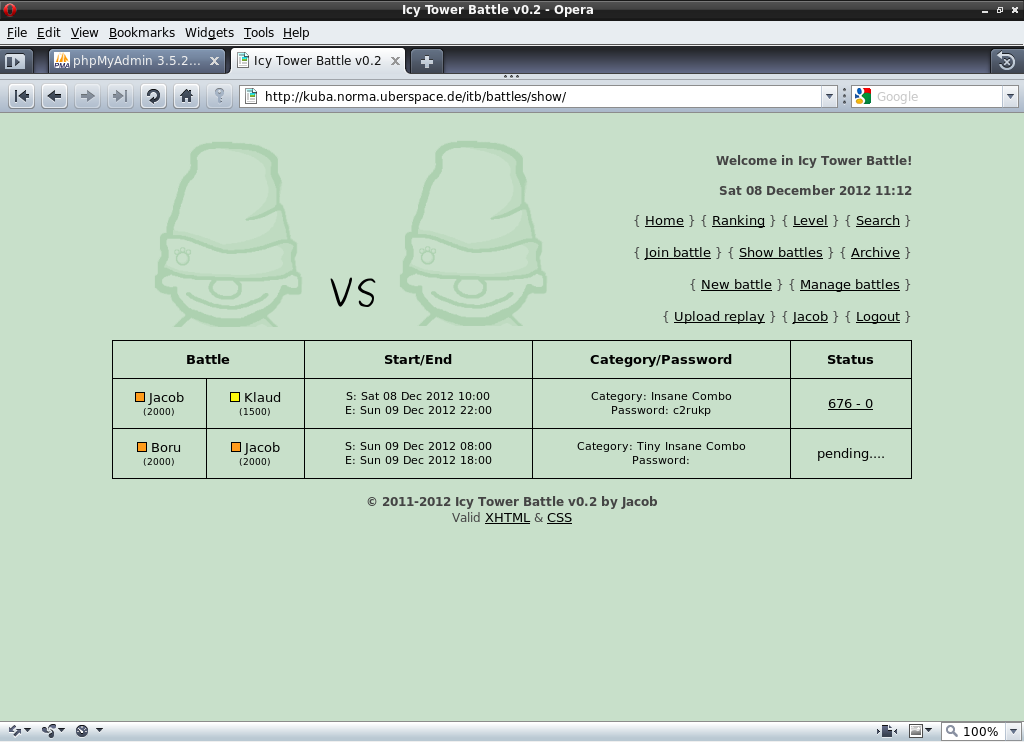 Icy Tower Battle v0.2 - Opera
File Edit View Bookmarks Widgets Tools Help
phpMyAdmin 3.5.2... Icy Tower Battle v0.2
http://kuba.norma.uberspace.de/itb/battles/show/ Google
Welcome in Icy Tower Battle!
Sat 08 December 2012 11:12
{ Home } { Ranking } { Level } { Search }
{ Join battle } { Show battles } { Archive }
{ New battle } { Manage battles }
{ Upload replay } { Jacob } { Logout }
VS
Battle Start/End Category/Password Status
Jacob Klaud
(2000) (1500)
S: Sat 08 Dec 2012 10:00
E: Sun 09 Dec 2012 22:00
Category: Insane Combo
Password: c2rukp
676 - 0
Boru Jacob
(2000) (2000)
S: Sun 09 Dec 2012 08:00
E: Sun 09 Dec 2012 18:00
Category: Tiny Insane Combo
Password:
pending....
© 2011-2012 Icy Tower Battle v0.2 by Jacob
Valid XHTML & CSS
100%